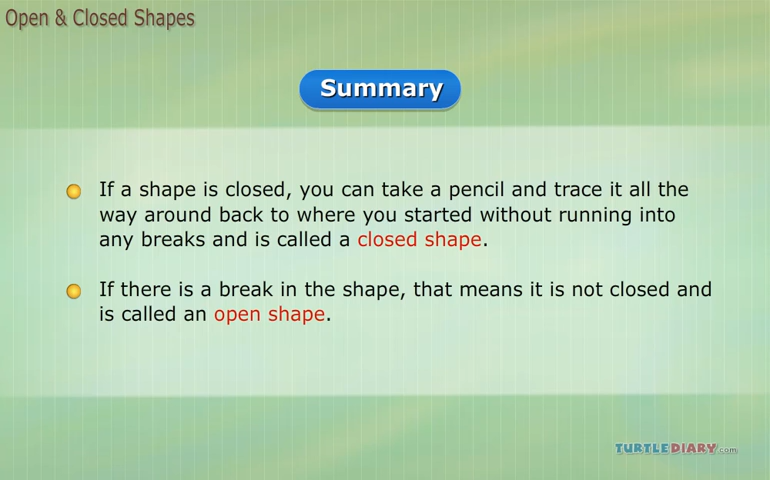 Open & Closed Shapes
Summary
If a shape is closed, you can take a pencil and trace it all the
way around back to where you started without running into
any breaks and is called a closed shape.
If there is a break in the shape, that means it is not closed and
is called an open shape.
TURTLEDIARY.com